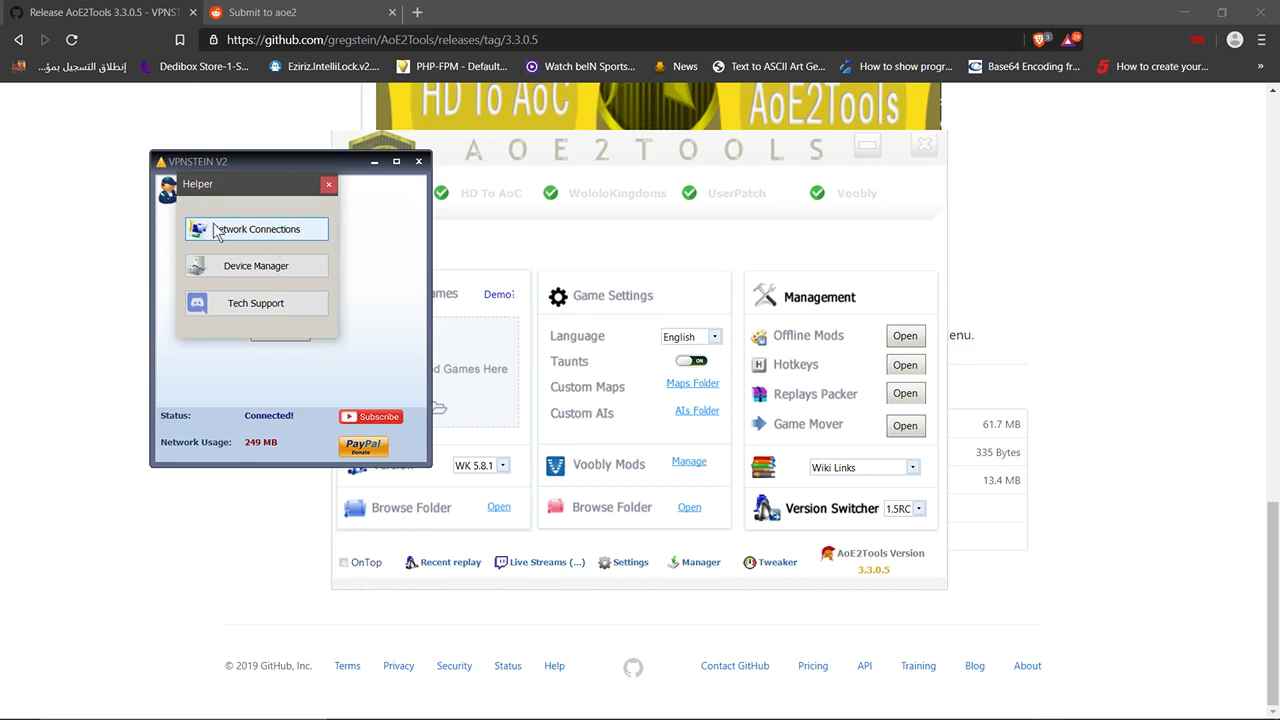 Release AoE2Tools 3.3.0.5 - VPNST
Submit to aoe2
https://github.com/gregstein/AoE2Tools/releases/tag/3.3.0.5
إنطلاق التسجيل بمؤ...
Dedibox Store-1-S...
Eziriz.IntelliLock.v2....
PHP-FPM - Default...
Watch beIN Sports...
News
Text to ASCII Art Ge...
How to show progr...
Base64 Encoding fr...
How to create your...
»
HD To AoC
AoE2Tools
AOE2TOOLS
VPNSTEIN V2
Helper
HD To AoC
WololoKingdoms
UserPatch
Voobly
Network Connections
Device Manager
Tech Support
ames
Demo
Game Settings
Management
Language
English
Offline Mods
Open
enu.
Taunts
ON
Hotkeys
Open
ed Games Here
Custom Maps
Maps Folder
Replays Packer
Open
Custom AIs
AIs Folder
Game Mover
Open
61.7 MB
Status:
Connected!
Subscribe
335 Bytes
Network Usage:
249 MB
PayPal
Donate
WK 5.8.1
Voobly Mods
Manage
Wiki Links
13.4 MB
Browse Folder
Open
Browse Folder
Open
Version Switcher
1.5RC
OnTop
Recent replay
Live Streams (...)
Settings
Manager
Tweaker
AoE2Tools Version
3.3.0.5
© 2019 GitHub, Inc.
Terms
Privacy
Security
Status
Help
Contact GitHub
Pricing
API
Training
Blog
About